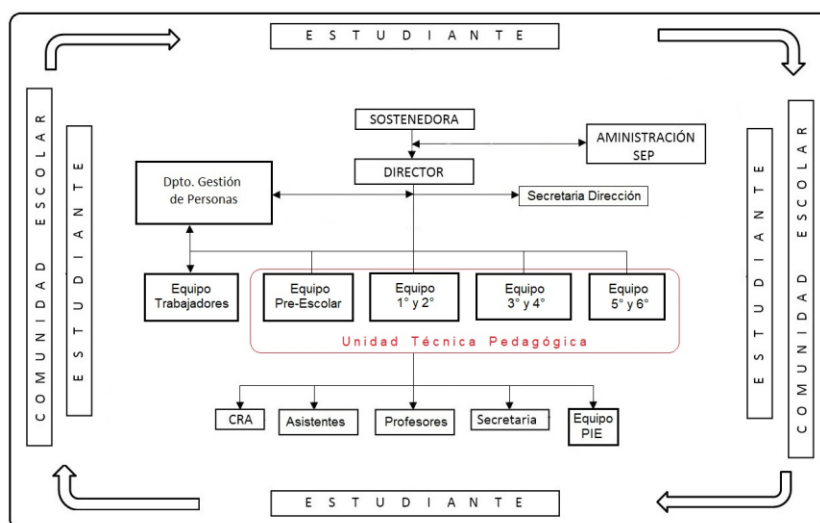 ESTUDIANTE
COMUNIDAD ESCOLAR
ESTUDIANTE
SOSTENEDORA
AMINISTRACIÓN
SEP
DIRECTOR
Dpto. Gestión
de Personas
Secretaria Dirección
Equipo
Trabajadores
Equipo
Pre-Escolar
Equipo
1° y 2°
Equipo
3° y 4°
Equipo
5° y 6°
Unidad Técnica Pedagógica
CRA
Asistentes
Profesores
Secretaria
Equipo
PIE
ESTUDIANTE
COMUNIDAD ESCOLAR
ESTUDIANTE